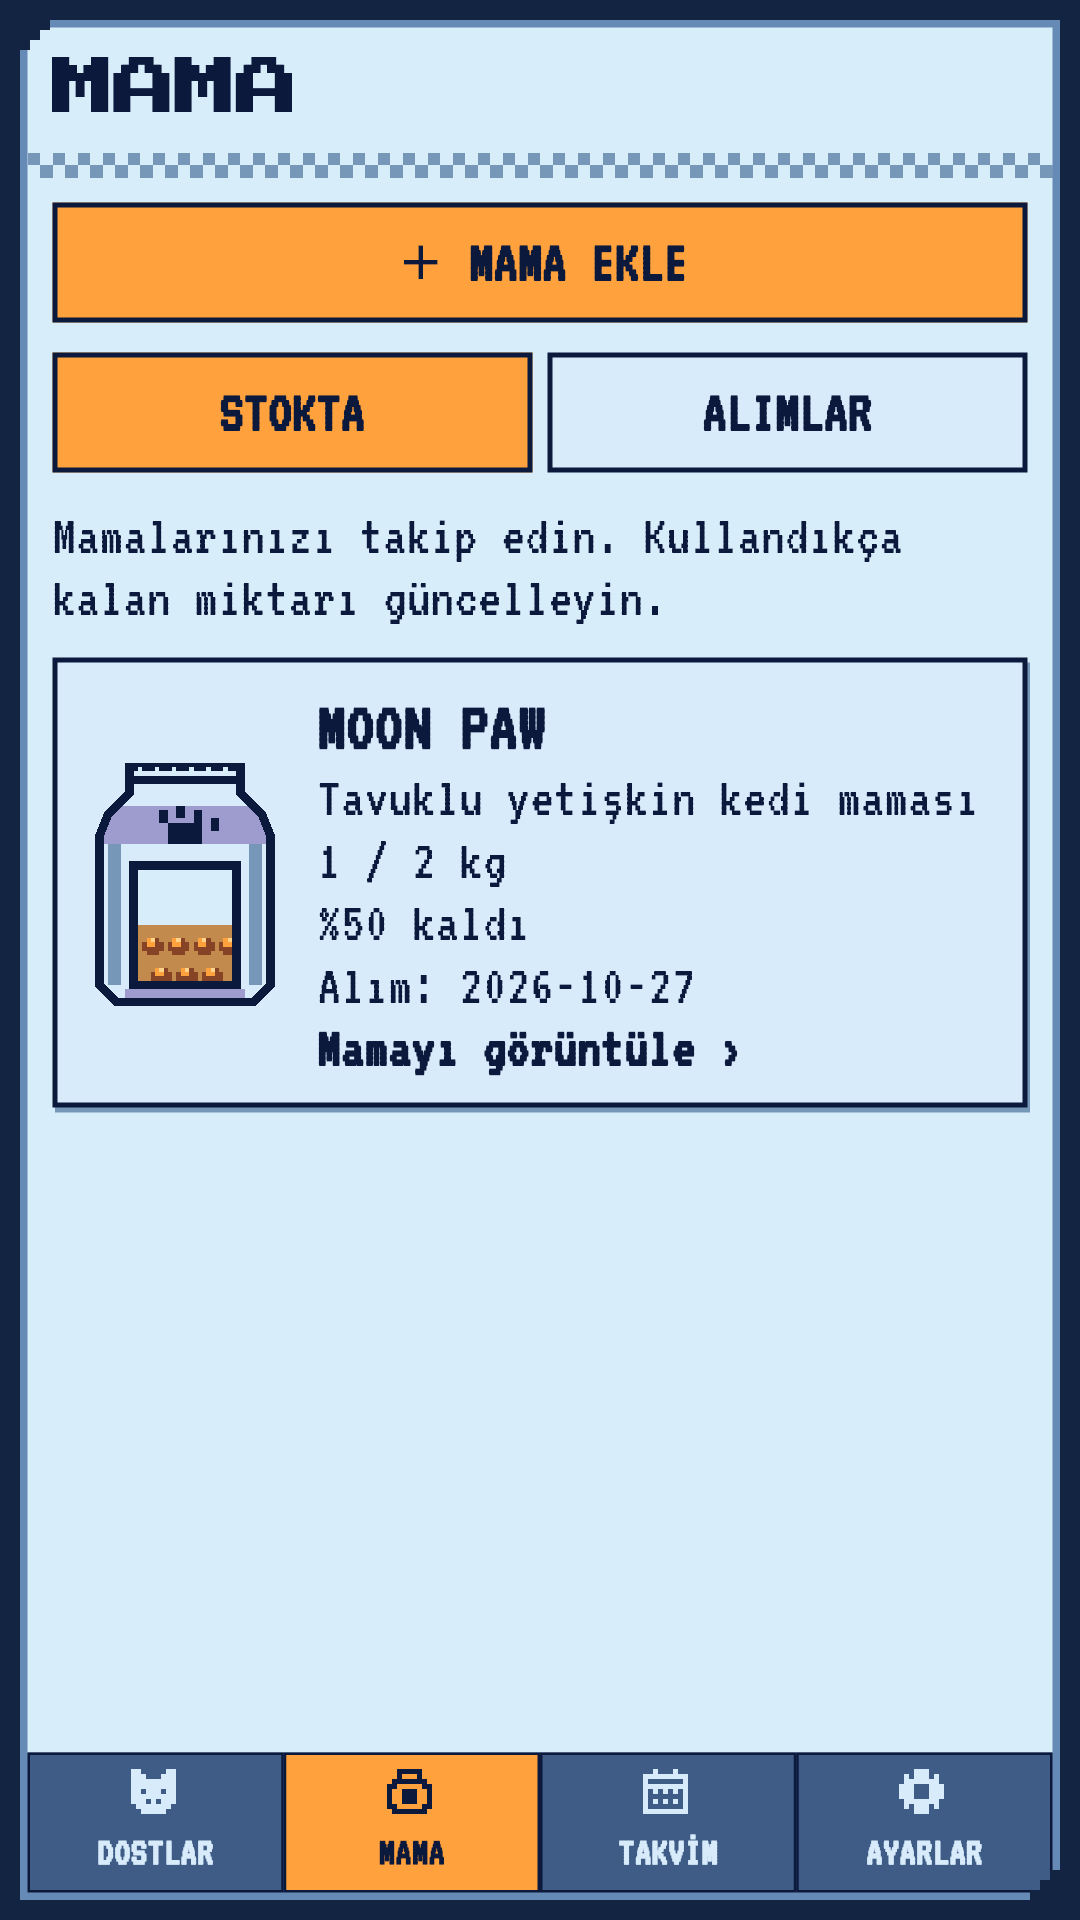 MAMA
+ MAMA EKLE
STOKTA
ALIMLAR
Mamalarınızı takip edin. Kullandıkça
kalan miktarı güncelleyin.
MOON PAW
Tavuklu yetişkin kedi maması
1 / 2 kg
%50 kaldı
Alım: 2026-10-27
Mamayı görüntüle ›
DOSTLAR
MAMA
TAKVİM
AYARLAR